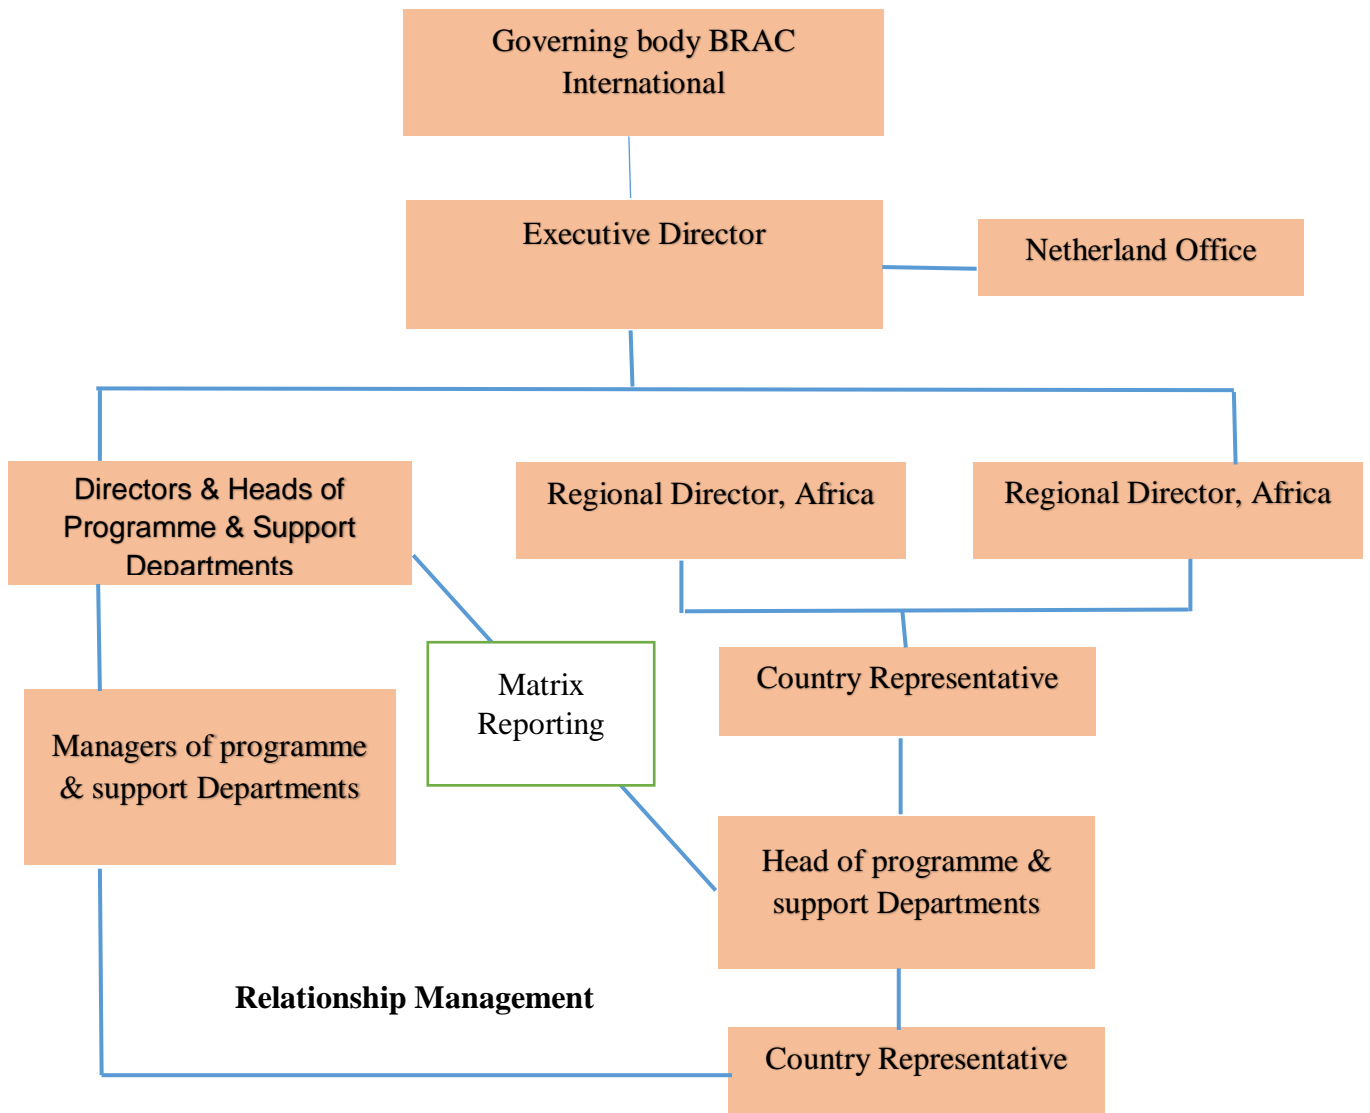 Governing body BRAC
International
Executive Director
Netherland Office
Directors & Heads of
Programme & Support
Departments
Regional Director, Africa
Regional Director, Africa
Matrix
Reporting
Country Representative
Managers of programme
& support Departments
Head of programme &
support Departments
Relationship Management
Country Representative